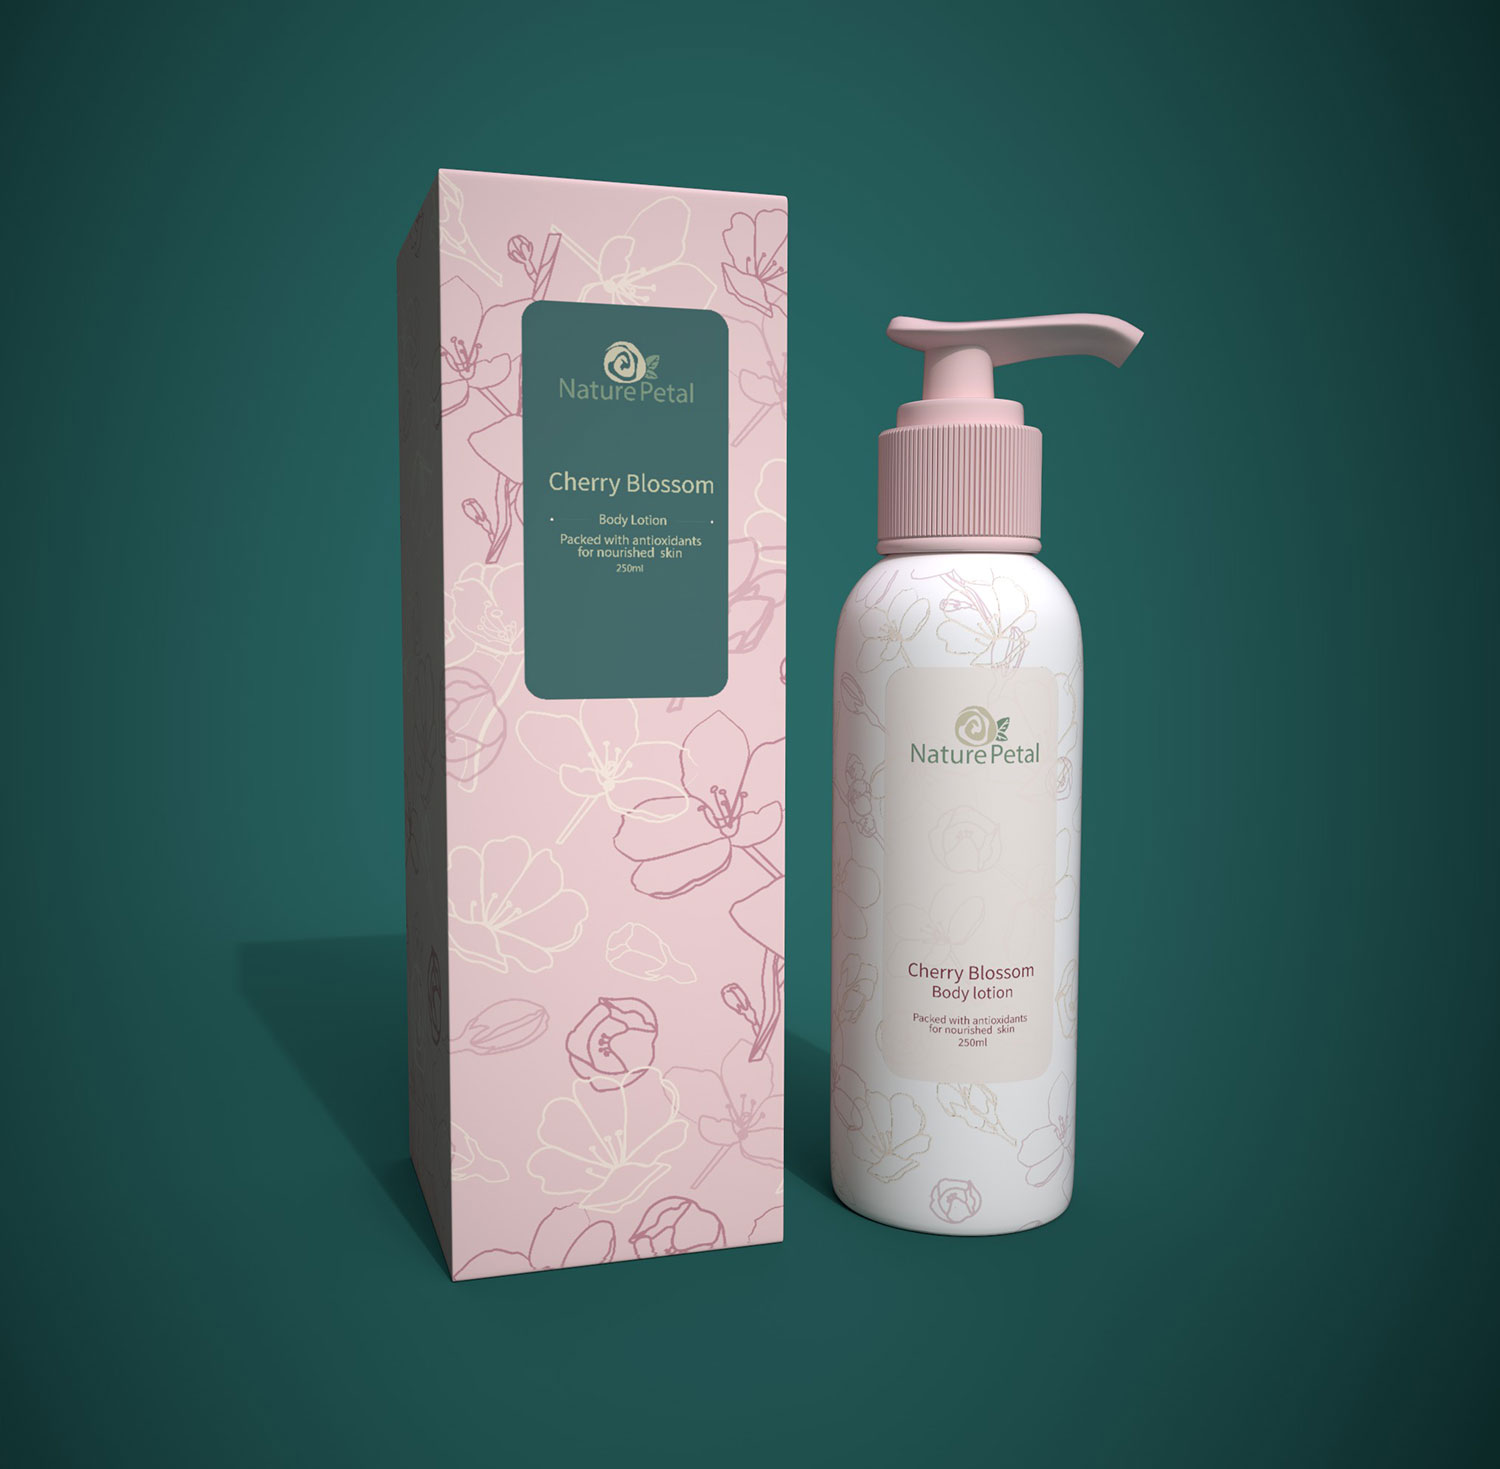 Nature Petal
Cherry Blossom
Body Lotion
Packed with antioxidants
for nourished skin
250ml
Nature Petal
Cherry Blossom
Body lotion
Packed with antioxidants
for nourished skin
250ml